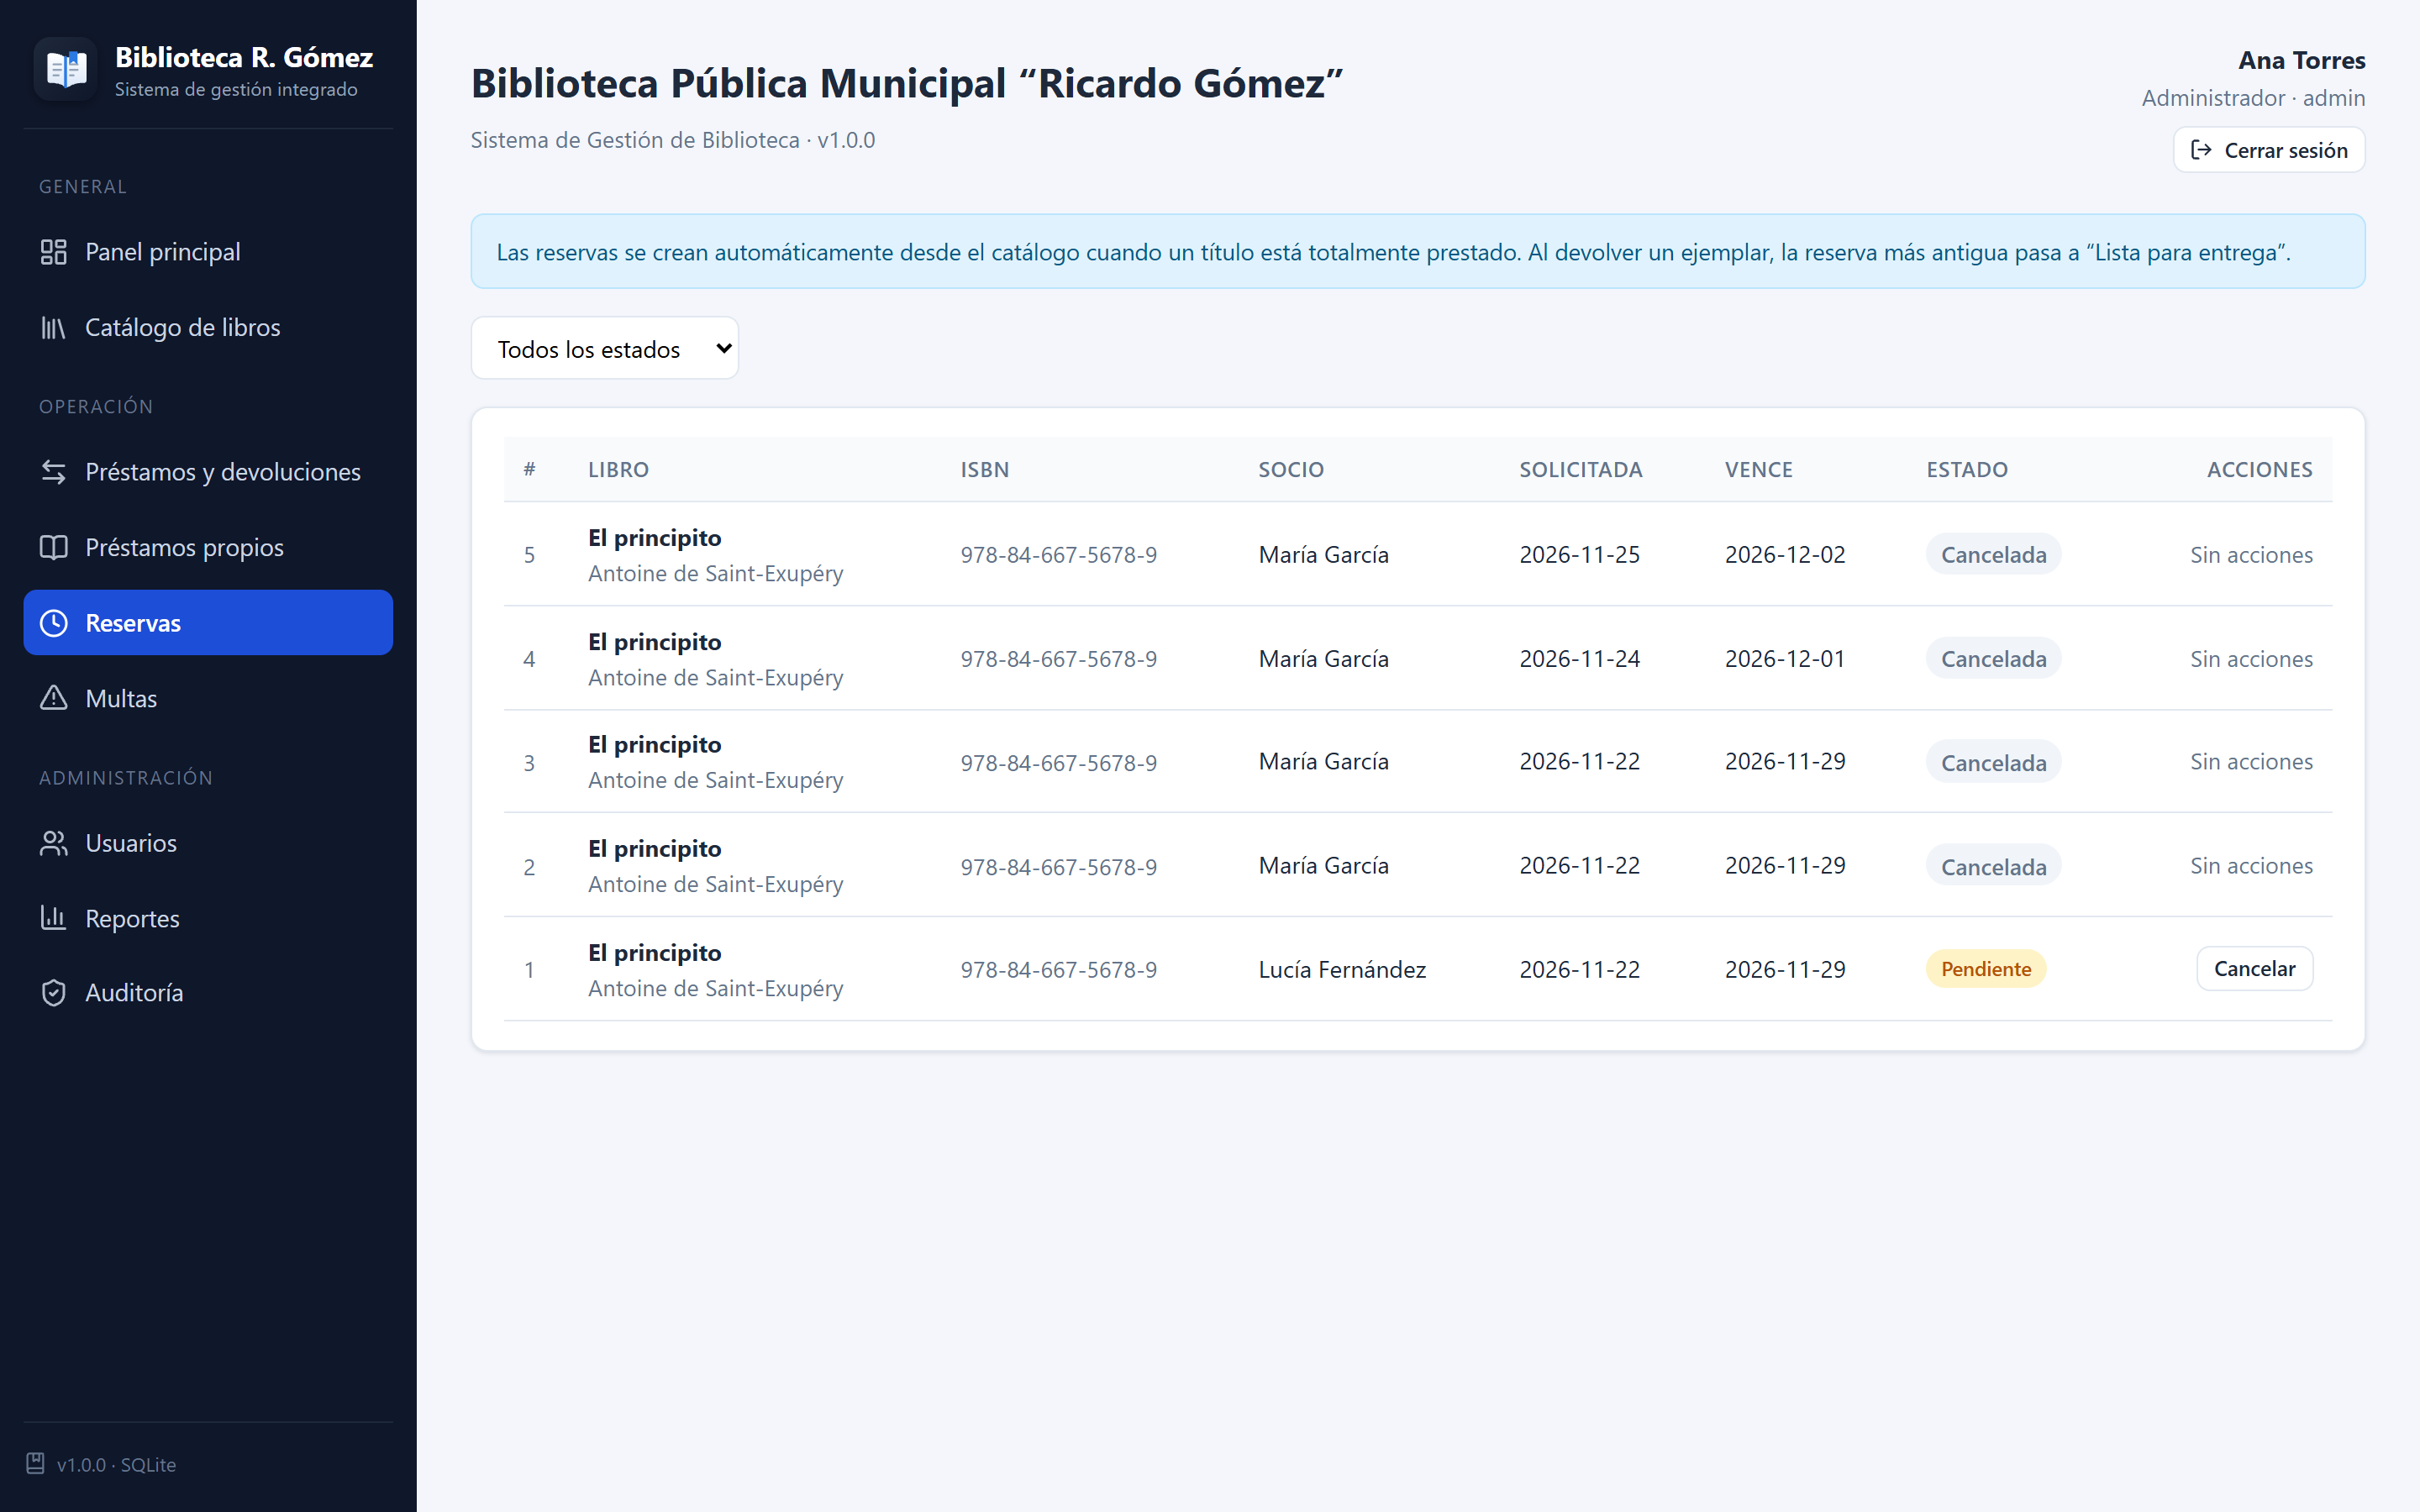 Biblioteca R. Gómez
Sistema de gestión integrado
GENERAL
Panel principal
Catálogo de libros
OPERACIÓN
Préstamos y devoluciones
Préstamos propios
Reservas
Multas
ADMINISTRACIÓN
Usuarios
Reportes
Auditoría
v1.0.0 · SQLite
Biblioteca Pública Municipal “Ricardo Gómez”
Sistema de Gestión de Biblioteca · v1.0.0
Ana Torres
Administrador · admin
Cerrar sesión
Las reservas se crean automáticamente desde el catálogo cuando un título está totalmente prestado. Al devolver un ejemplar, la reserva más antigua pasa a “Lista para entrega”.
Todos los estados
# LIBRO ISBN SOCIO SOLICITADA VENCE ESTADO ACCIONES
5 El principito 978-84-667-5678-9 María García 2026-11-25 2026-12-02 Cancelada Sin acciones
Antoine de Saint-Exupéry
4 El principito 978-84-667-5678-9 María García 2026-11-24 2026-12-01 Cancelada Sin acciones
Antoine de Saint-Exupéry
3 El principito 978-84-667-5678-9 María García 2026-11-22 2026-11-29 Cancelada Sin acciones
Antoine de Saint-Exupéry
2 El principito 978-84-667-5678-9 María García 2026-11-22 2026-11-29 Cancelada Sin acciones
Antoine de Saint-Exupéry
1 El principito 978-84-667-5678-9 Lucía Fernández 2026-11-22 2026-11-29 Pendiente Cancelar
Antoine de Saint-Exupéry